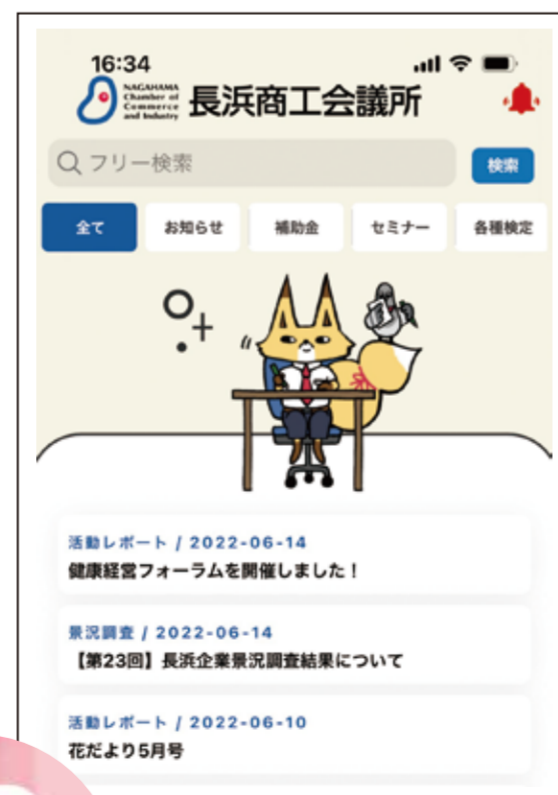 16:34
NAGAHAMA
Chamber of
Commerce
and Industry
長浜商工会議所
フリー検索
検索
全て
お知らせ
補助金
セミナー
各種検定
活動レポート / 2022-06-14
健康経営フォーラムを開催しました！
景況調査 / 2022-06-14
【第23回】長浜企業景況調査結果について
活動レポート / 2022-06-10
花だより5月号